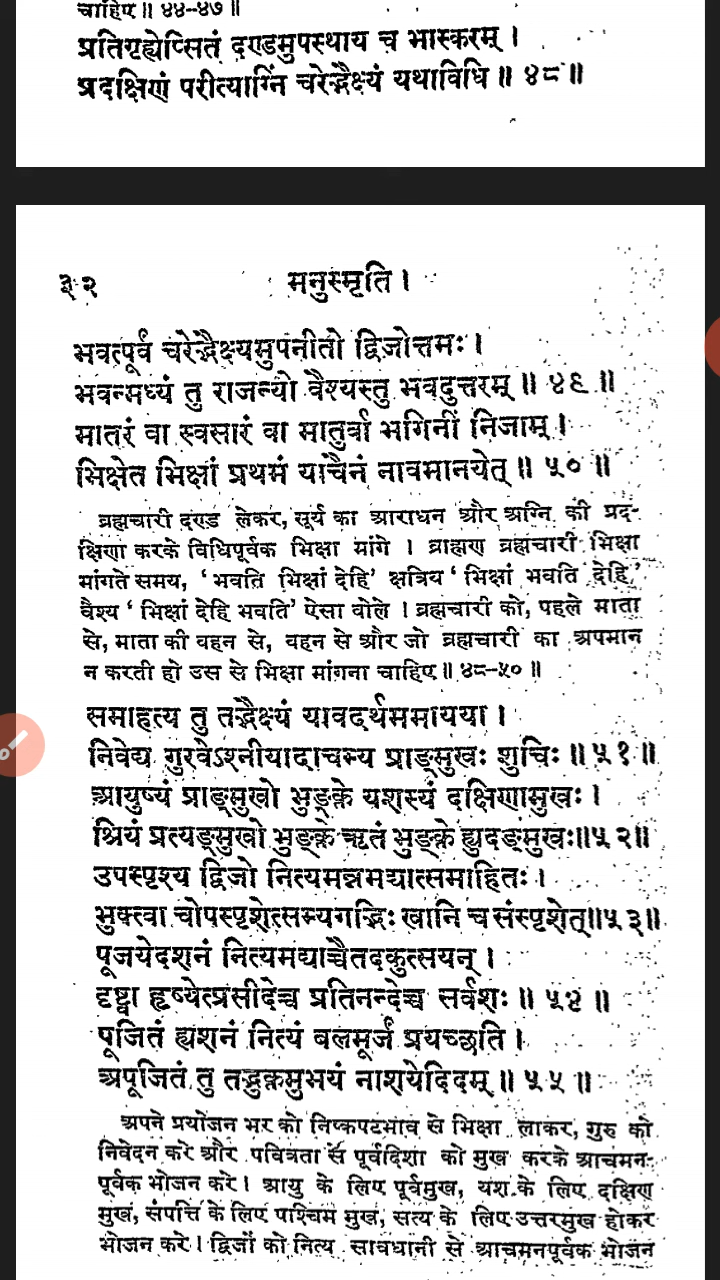 चाहिए ॥ ४४-४७ ॥
प्रतिगृह्येप्सितं दण्डमुपस्थाय च भास्करम् ।
प्रदक्षिणं परीत्याग्निं चरेद्भैक्ष्यं यथाविधि ॥ ४८ ॥
३२ मनुस्मृति ।
भवत्पूर्वं चरेद्भैक्ष्यमुपनीतो द्विजोत्तमः ।
भवन्मध्यं तु राजन्यो वैश्यस्तु भवदुत्तरम् ॥ ४९ ॥
मातरं वा स्वसारं वा मातुर्वा भगिनीं निजाम् ।
भिक्षेत भिक्षां प्रथमं या चैनं नावमानयेत् ॥ ५० ॥
ब्रह्मचारी दण्ड लेकर, सूर्य का आराधन और अग्नि की प्रद-
क्षिणा करके विधिपूर्वक भिक्षा मांगे । ब्राह्मण ब्रह्मचारी भिक्षा
मांगते समय, ‘भवति भिक्षां देहि’ क्षत्रिय ‘भिक्षां भवति देहि’
वैश्य ‘भिक्षां देहि भवति’ ऐसा बोले । ब्रह्मचारी को, पहले माता
से, माता की वहन से, वहन से और जो ब्रह्मचारी का अपमान
न करती हो उस से भिक्षा मांगना चाहिए ॥ ४८-५० ॥
समाहृत्य तु तद्भैक्ष्यं यावदर्थममायया ।
निवेद्य गुरवेऽश्नीयादाचम्य प्राङ्मुखः शुचिः ॥ ५१ ॥
आयुष्यं प्राङ्मुखो भुङ्क्ते यशस्यं दक्षिणामुखः ।
श्रियं प्रत्यङ्मुखो भुङ्क्ते ऋतं भुङ्क्ते ह्युदङ्मुखः ॥ ५२ ॥
उपस्पृश्य द्विजो नित्यमन्नमद्यात्समाहितः ।
भुक्त्वा चोपस्पृशेत्सम्यगद्भिः खानि च संस्पृशेत् ॥ ५३ ॥
पूजयेदशनं नित्यमद्याच्चैतदकुत्सयन् ।
दृष्ट्वा हृष्येत्प्रसीदेच्च प्रतिनन्देच्च सर्वशः ॥ ५४ ॥
पूजितं ह्यशनं नित्यं बलमूर्जं प्रयच्छति ।
अपूजितं तु तद्भुक्तमुभयं नाशयेदिदम् ॥ ५५ ॥
अपने प्रयोजन भर को निष्कपटभाव से भिक्षा लाकर, गुरु को
निवेदन करे और पवित्रता से पूर्वदिशा को मुख करके आचमन-
पूर्वक भोजन करे । आयु के लिए पूर्वमुख, यश के लिए दक्षिण
मुख, संपत्ति के लिए पश्चिम मुख, सत्य के लिए उत्तरमुख होकर
भोजन करे । द्विजों को नित्य सावधानी से आचमनपूर्वक भोजन